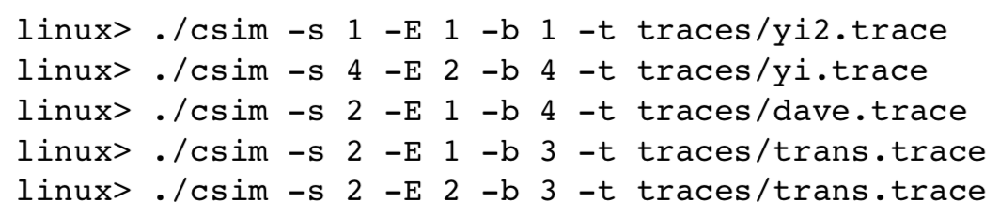 linux> ./csim -s 1 -E 1 -b 1 -t traces/yi2.trace
linux> ./csim -s 4 -E 2 -b 4 -t traces/yi.trace
linux> ./csim -s 2 -E 1 -b 4 -t traces/dave.trace
linux> ./csim -s 2 -E 1 -b 3 -t traces/trans.trace
linux> ./csim -s 2 -E 2 -b 3 -t traces/trans.trace